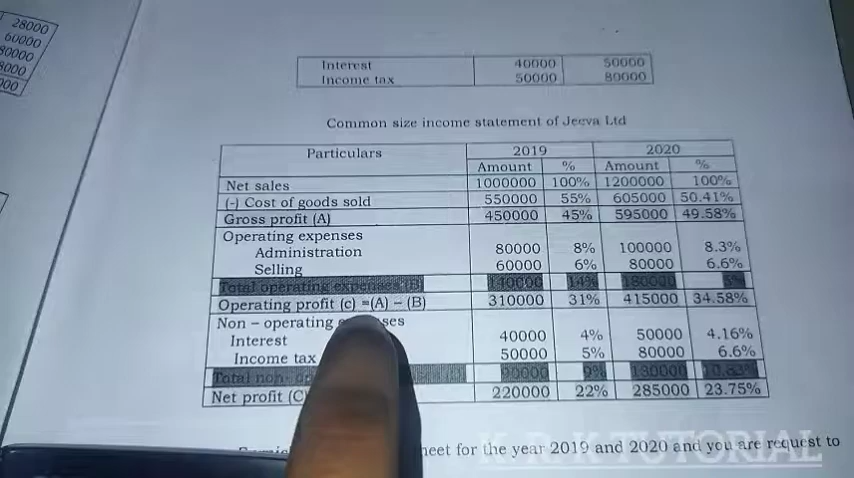 28000
60000
80000
8000
000
Interest 40000 50000
Income tax 50000 80000
Common size income statement of Jeeva Ltd
Particulars 2019 2020
Amount % Amount %
Net sales 1000000 100% 1200000 100%
(-) Cost of goods sold 550000 55% 605000 50.41%
Gross profit (A) 450000 45% 595000 49.58%
Operating expenses
Administration 80000 8% 100000 8.3%
Selling 60000 6% 80000 6.6%
Total operating expenses (B) 140000 14% 180000
Operating profit (c) =(A) – (B) 310000 31% 415000 34.58%
Non – operating
Interest 40000 4% 50000 4.16%
Income tax 50000 5% 80000 6.6%
Total non- 90000 9% 130000 10.83%
Net profit (C 220000 22% 285000 23.75%
for the year 2019 and 2020 and you are request to
K R K TUTORIAL